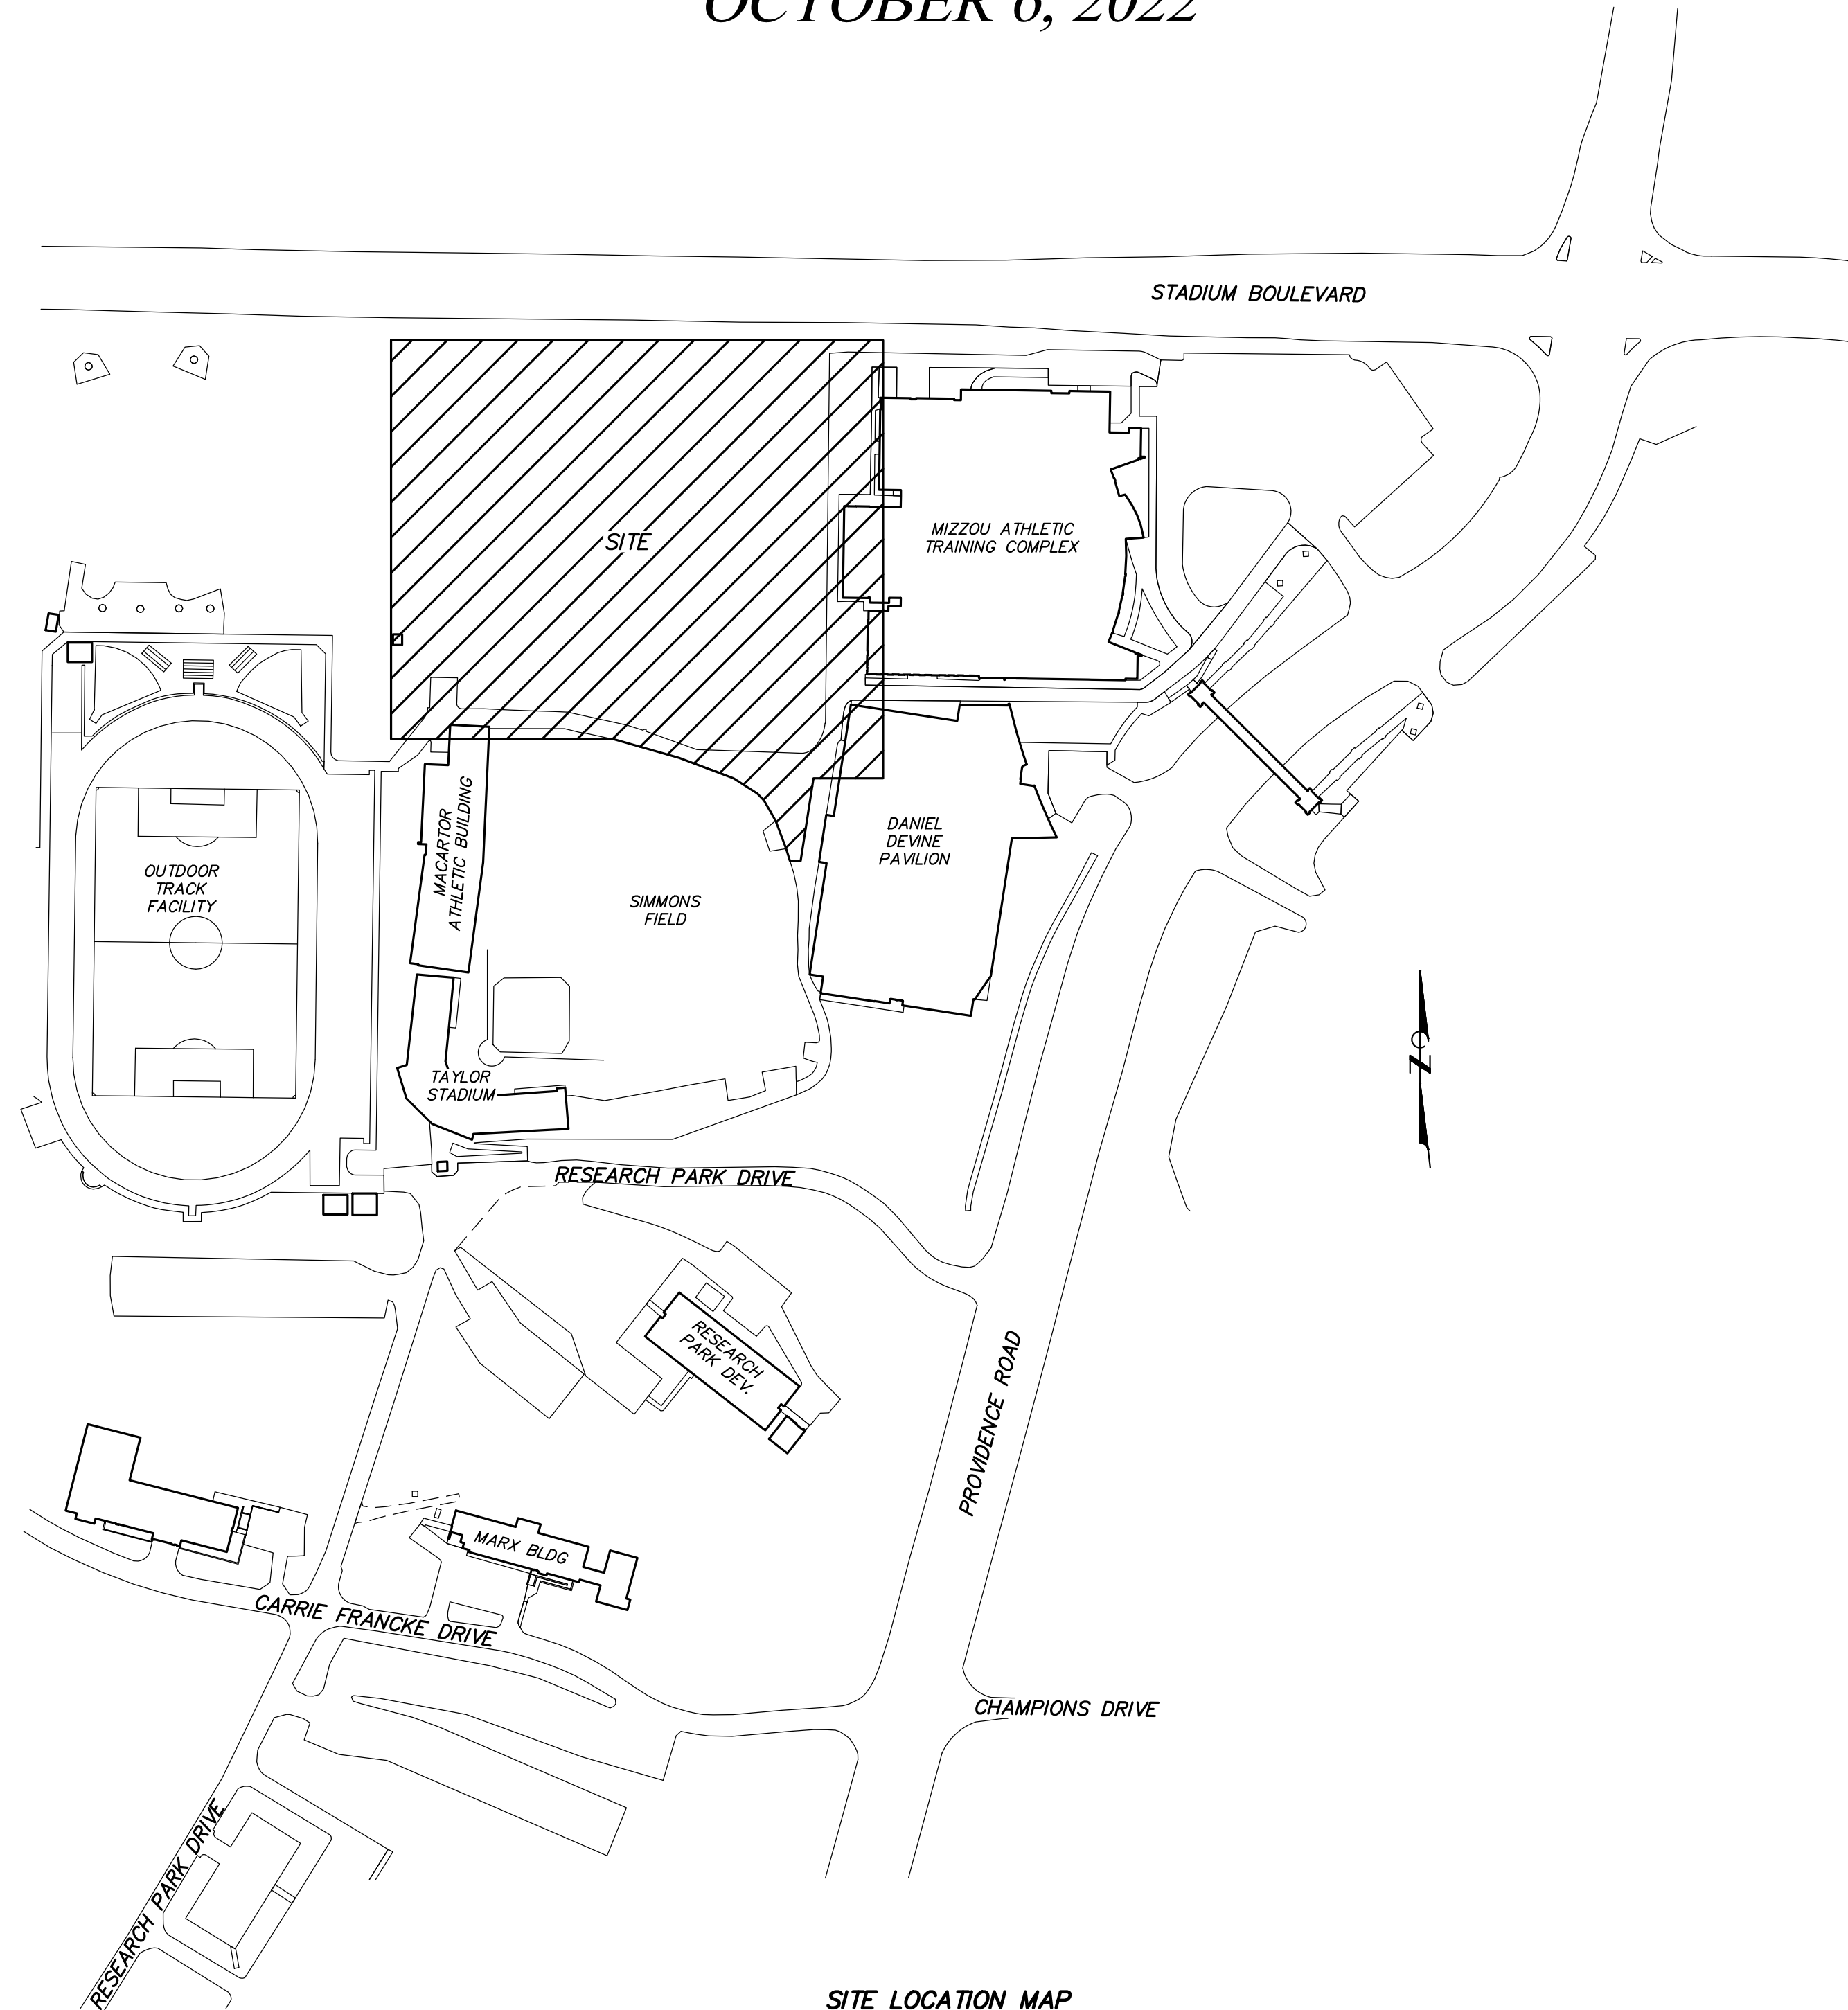 OCTOBER 6, 2022
STADIUM BOULEVARD
SITE
MIZZOU ATHLETIC
TRAINING COMPLEX
MACARTOR
ATHLETIC BUILDING
DANIEL
DEVINE
PAVILION
OUTDOOR
TRACK
FACILITY
SIMMONS
FIELD
N
TAYLOR
STADIUM
RESEARCH PARK DRIVE
RESEARCH
PARK DEV.
PROVIDENCE ROAD
MARX BLDG
CARRIE FRANCKE DRIVE
CHAMPIONS DRIVE
RESEARCH PARK DRIVE
SITE LOCATION MAP